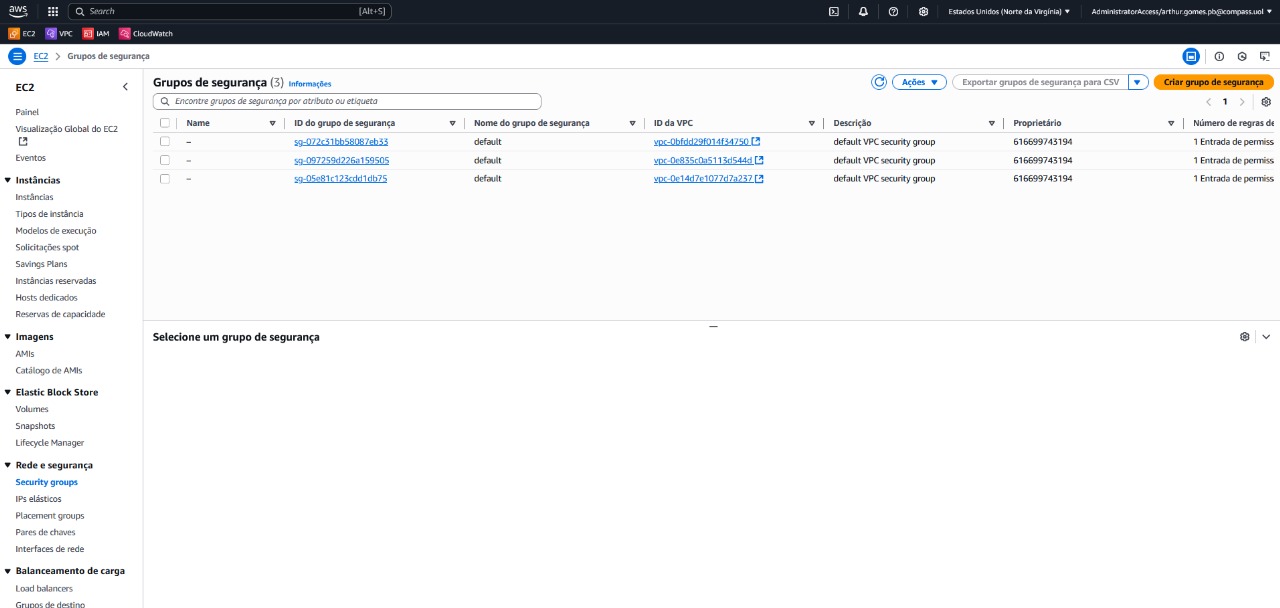 aws Search [Alt+S] Estados Unidos (Norte da Virgínia) AdministratorAccess/arthur.gomes.pb@compass.uol
EC2 VPC IAM CloudWatch
EC2 > Grupos de segurança
EC2
Painel
Visualização Global do EC2
Eventos
Instâncias
Instâncias
Tipos de instância
Modelos de execução
Solicitações spot
Savings Plans
Instâncias reservadas
Hosts dedicados
Reservas de capacidade
Imagens
AMIs
Catálogo de AMIs
Elastic Block Store
Volumes
Snapshots
Lifecycle Manager
Rede e segurança
Security groups
IPs elásticos
Placement groups
Pares de chaves
Interfaces de rede
Balanceamento de carga
Load balancers
Grupos de destino
Grupos de segurança (3) Informações Ações Exportar grupos de segurança para CSV Criar grupo de segurança
Encontre grupos de segurança por atributo ou etiqueta 1
Name ID do grupo de segurança Nome do grupo de segurança ID da VPC Descrição Proprietário Número de regras de
– sg-072c31bb58087eb33 default vpc-0bfdd29f014f34750 default VPC security group 616699743194 1 Entrada de permiss
– sg-097259d226a159505 default vpc-0e835c0a5113d544d default VPC security group 616699743194 1 Entrada de permiss
– sg-05e81c123cdd1db75 default vpc-0e14d7e1077d7a237 default VPC security group 616699743194 1 Entrada de permiss
Selecione um grupo de segurança